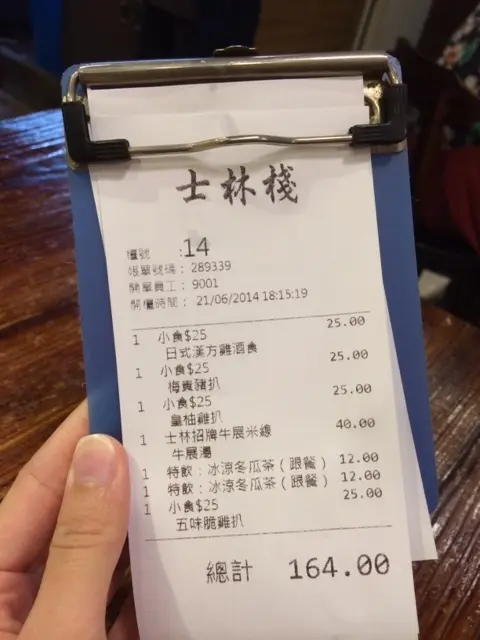 士林棧
檯號 :14
帳單號碼: 289339
開單員工: 9001
開檯時間: 21/06/2014 18:15:19
1 小食$25 25.00
日式漢方雞酒食
1 小食$25 25.00
梅貴豬扒
1 小食$25 25.00
皇柚雞扒
1 士林招牌牛展米線 40.00
牛展湯
1 特飲:冰涼冬瓜茶(跟餐) 12.00
1 特飲:冰涼冬瓜茶(跟餐) 12.00
1 小食$25 25.00
五味脆雞扒
總計 164.00